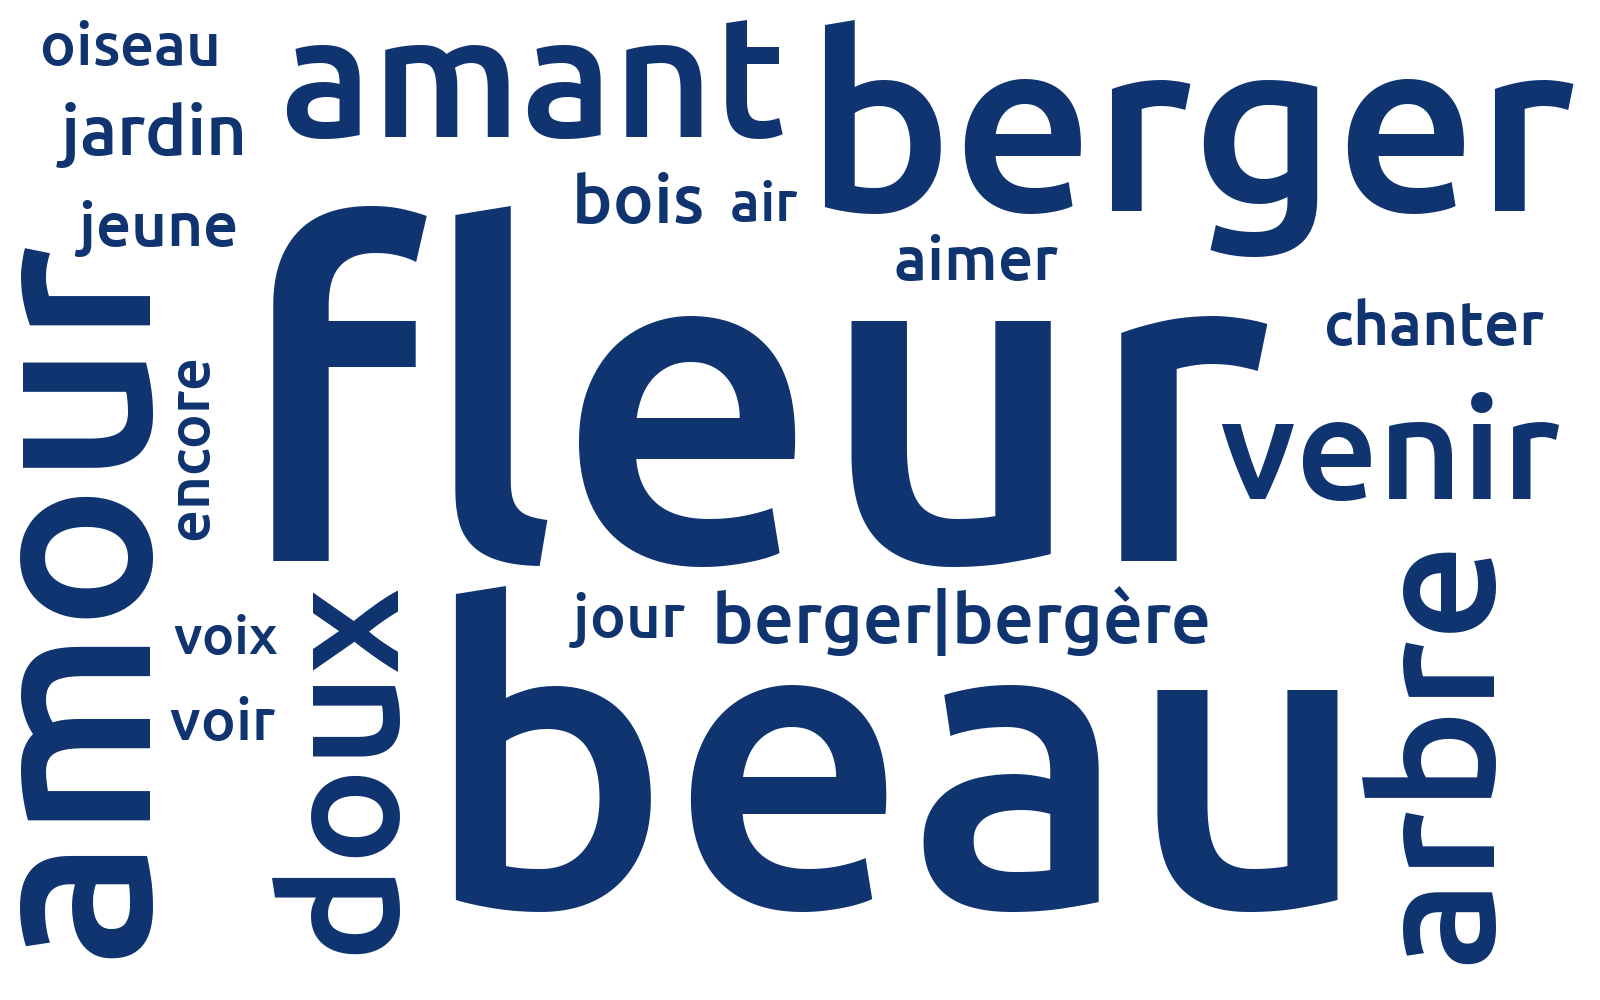 oiseau
amant
berger
jardin
bois
air
jeune
aimer
fleur
amour
chanter
encore
venir
arbre
jour
berger|bergère
voix
doux
beau
voir